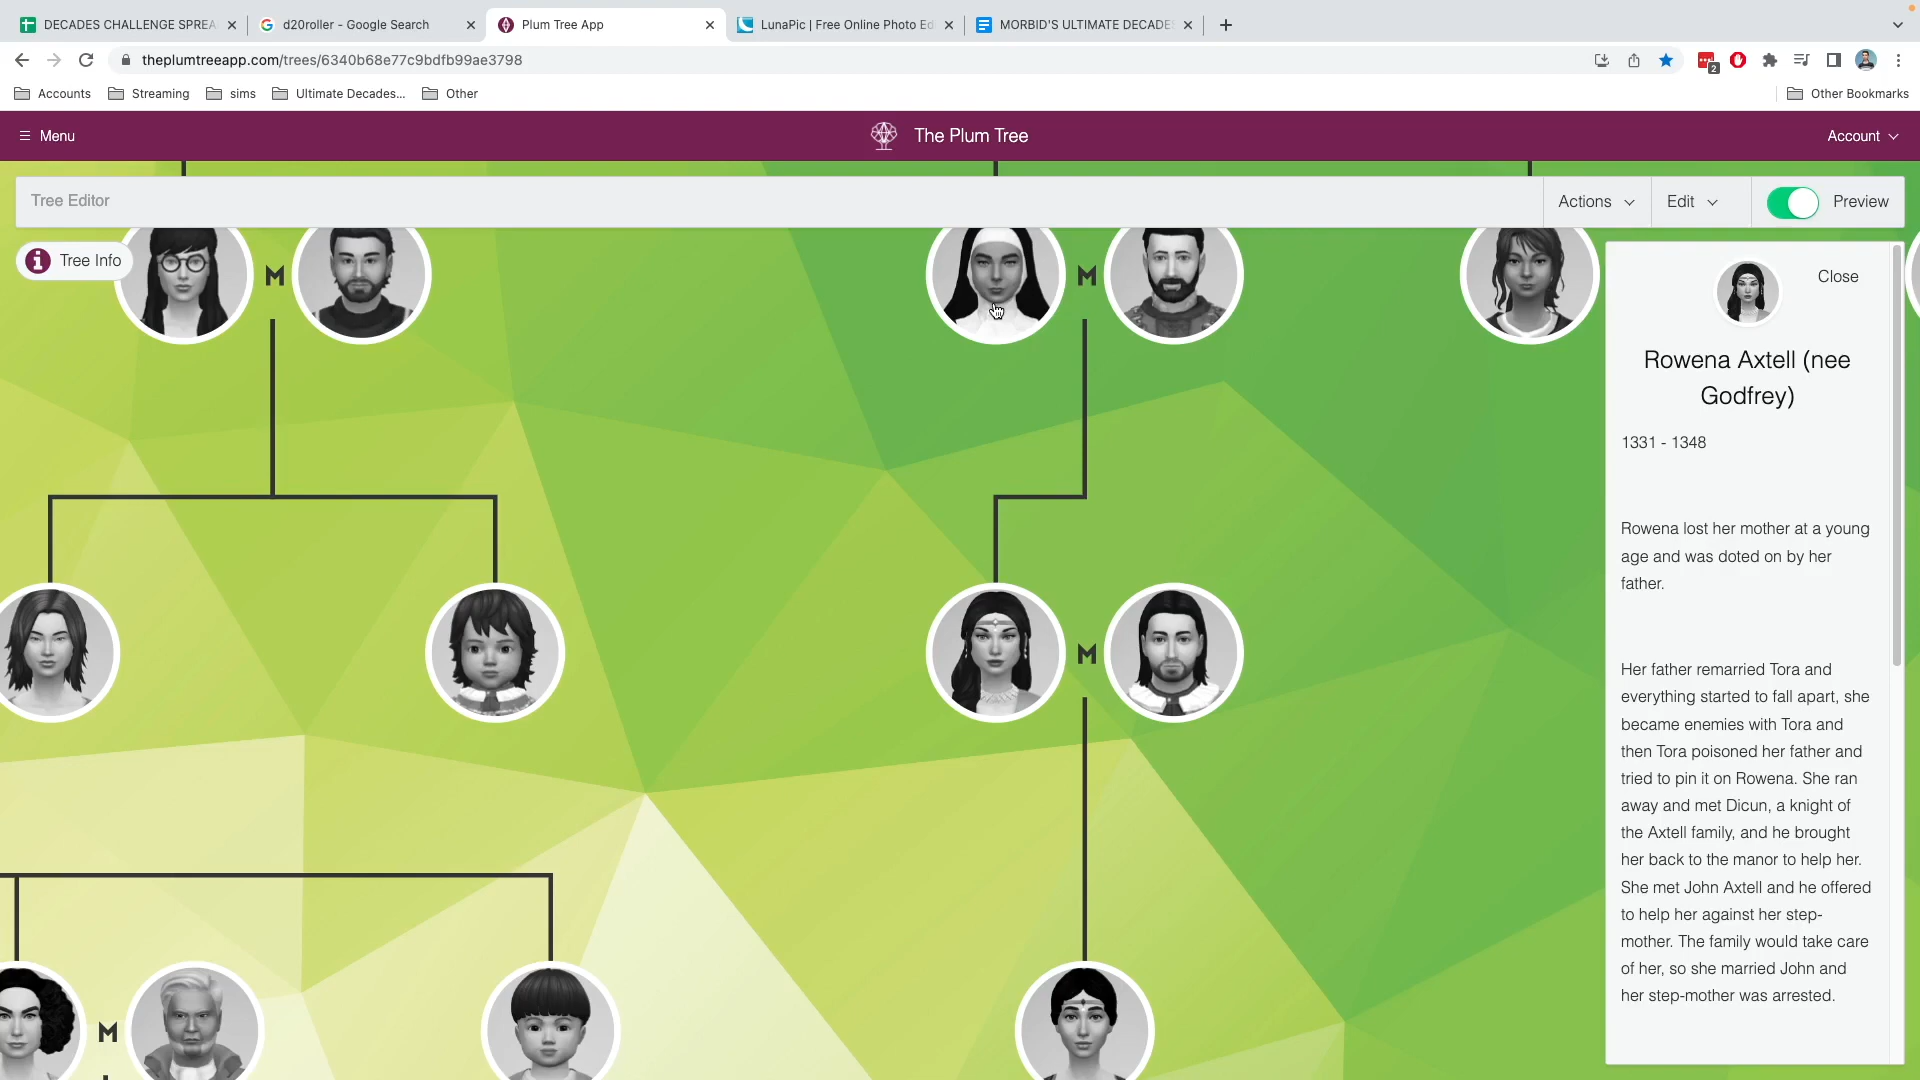 DECADES CHALLENGE SPREA
d20roller - Google Search
Plum Tree App
LunaPic | Free Online Photo Edi
MORBID'S ULTIMATE DECADES
theplumtreeapp.com/trees/6340b68e77c9bdfb99ae3798
2
Accounts
Streaming
sims
Ultimate Decades...
Other
Other Bookmarks
Menu
The Plum Tree
Account
Tree Editor
Actions
Edit
Preview
Tree Info
M
M
Close
Rowena Axtell (nee
Godfrey)
1331 - 1348
Rowena lost her mother at a young
age and was doted on by her
father.
M
Her father remarried Tora and
everything started to fall apart, she
became enemies with Tora and
then Tora poisoned her father and
tried to pin it on Rowena. She ran
away and met Dicun, a knight of
the Axtell family, and he brought
her back to the manor to help her.
She met John Axtell and he offered
to help her against her step-
mother. The family would take care
of her, so she married John and
her step-mother was arrested.
M